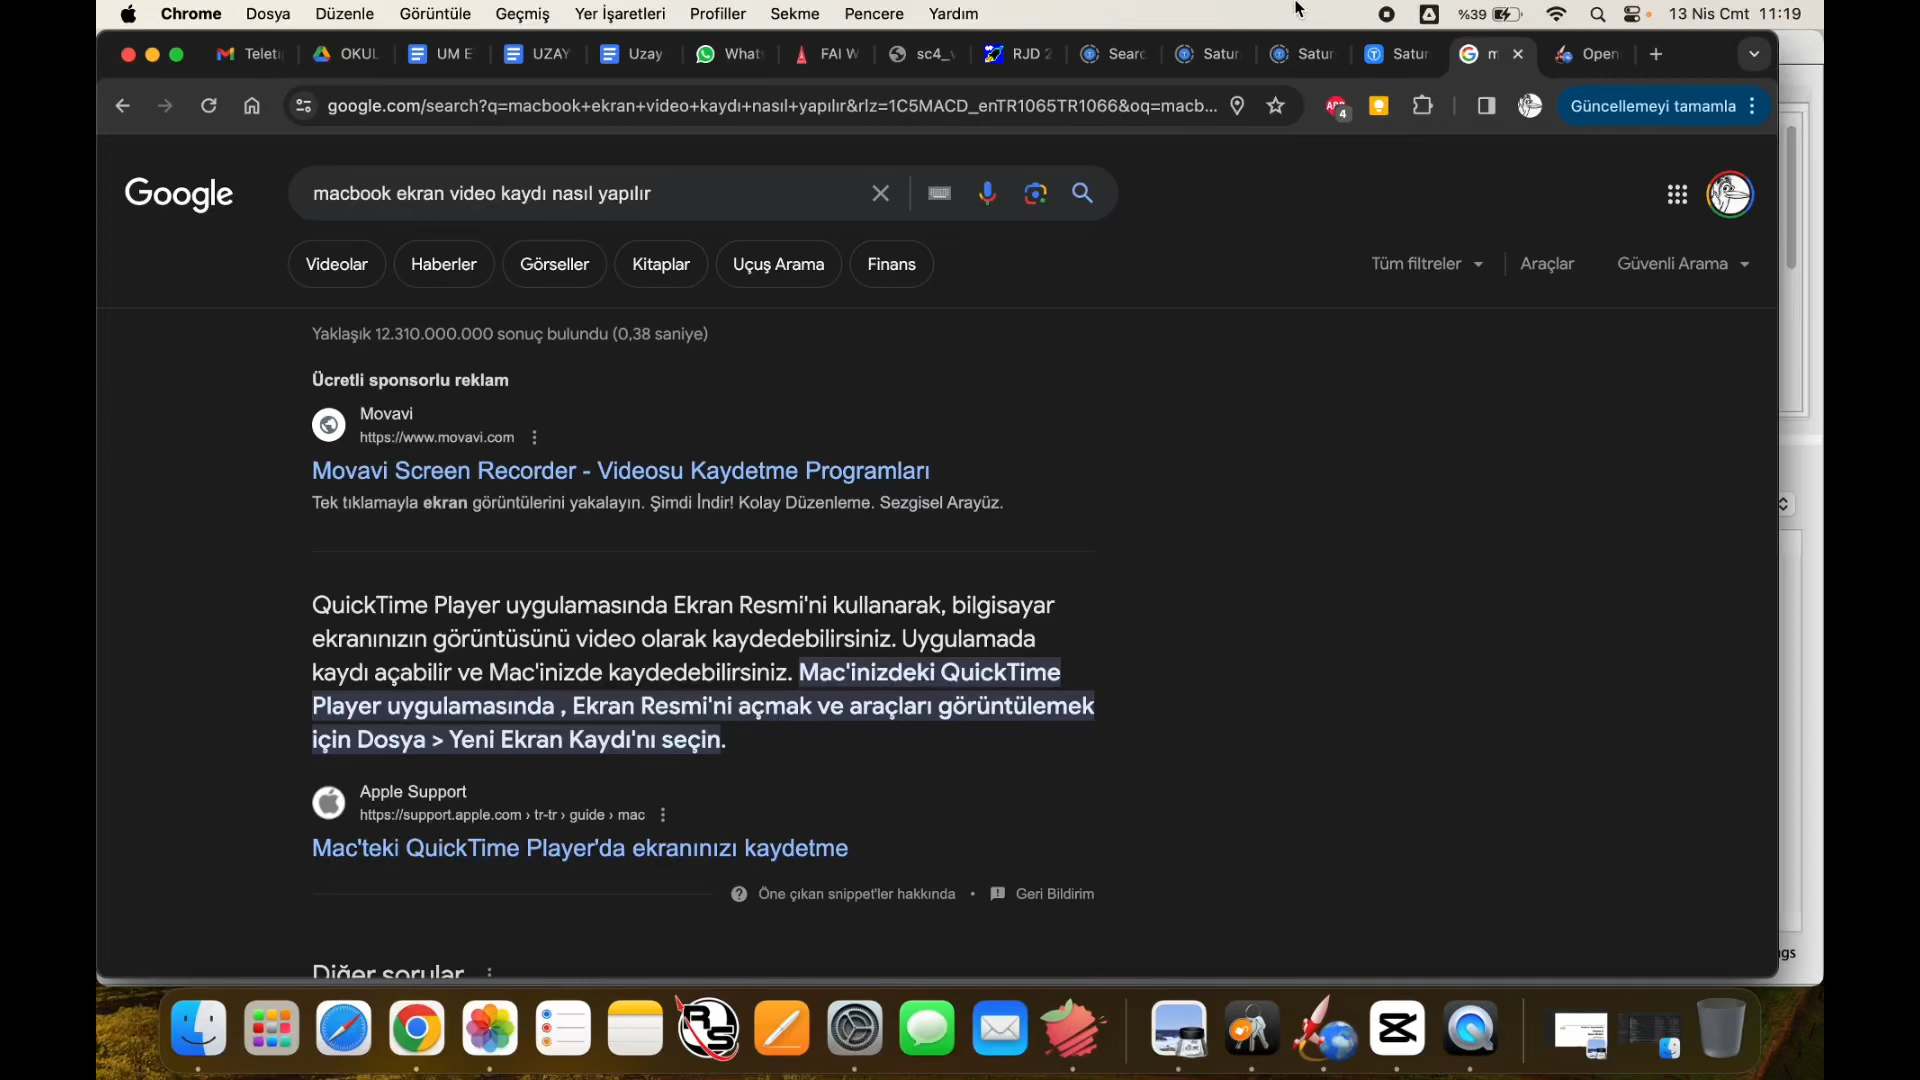 Chrome Dosya Düzenle Görüntüle Geçmiş Yer İşaretleri Profiller Sekme Pencere Yardım %39 13 Nis Cmt 11:19
Teleti OKUL UM E UZAY Uzay What FAI W sc4_ RJD 2 Sear Satur Satur Satur m Open
google.com/search?q=macbook+ekran+video+kaydı+nasıl+yapılır&rlz=1C5MACD_enTR1065TR1066&oq=macb... ABP 4 Güncellemeyi tamamla
Google macbook ekran video kaydı nasıl yapılır
Videolar Haberler Görseller Kitaplar Uçuş Arama Finans Tüm filtreler Araçlar Güvenli Arama
Yaklaşık 12.310.000.000 sonuç bulundu (0,38 saniye)
Ücretli sponsorlu reklam
Movavi
https://www.movavi.com
Movavi Screen Recorder - Videosu Kaydetme Programları
Tek tıklamayla ekran görüntülerini yakalayın. Şimdi İndir! Kolay Düzenleme. Sezgisel Arayüz.
QuickTime Player uygulamasında Ekran Resmi'ni kullanarak, bilgisayar
ekranınızın görüntüsünü video olarak kaydedebilirsiniz. Uygulamada
kaydı açabilir ve Mac'inizde kaydedebilirsiniz. Mac'inizdeki QuickTime
Player uygulamasında , Ekran Resmi'ni açmak ve araçları görüntülemek
için Dosya > Yeni Ekran Kaydı'nı seçin.
Apple Support
https://support.apple.com › tr-tr › guide › mac
Mac'teki QuickTime Player'da ekranınızı kaydetme
Öne çıkan snippet'ler hakkında • Geri Bildirim
Diğer sorular
gs
RS